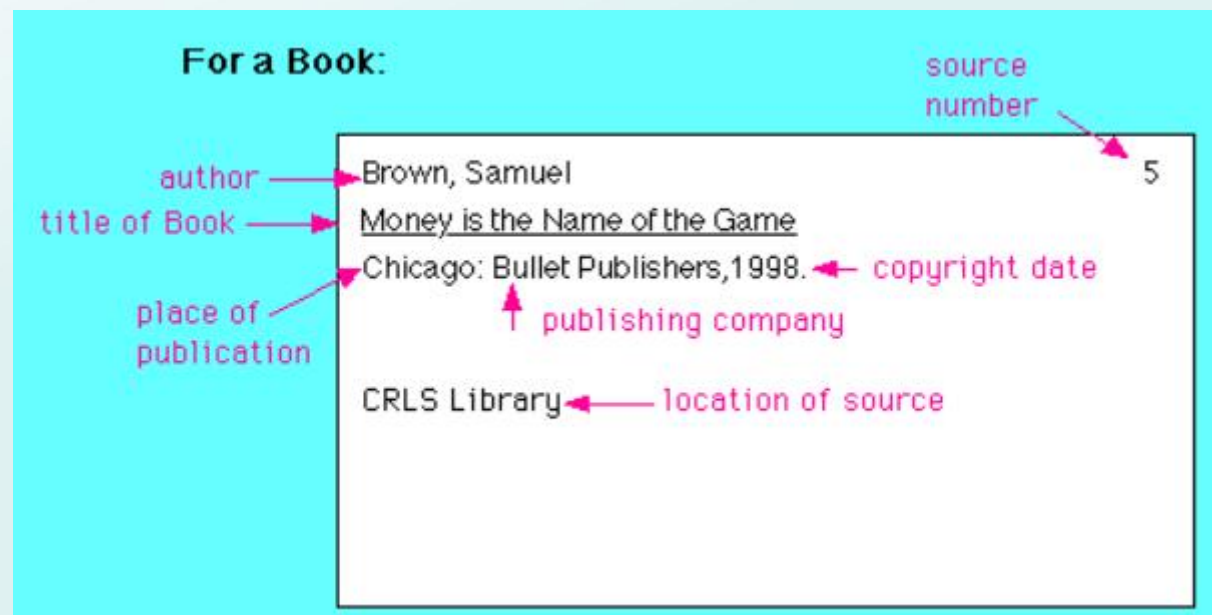 For a Book:
source
number
author
Brown, Samuel
5
title of Book
Money is the Name of the Game
Chicago: Bullet Publishers,1998.
copyright date
place of
publication
publishing company
CRLS Library
location of source